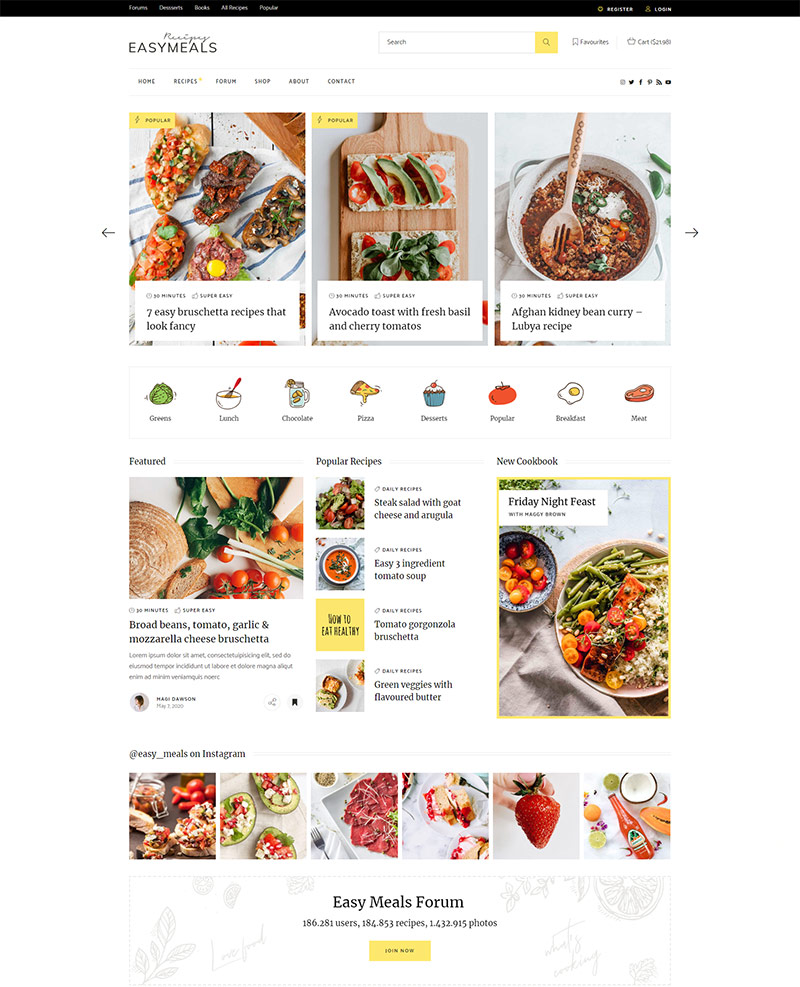 Forums Dessserts Books All Recipes Popular REGISTER LOGIN
Recipes
EASYMEALS
Search
Favourites
Cart ($21.98)
HOME RECIPES FORUM SHOP ABOUT CONTACT
POPULAR
POPULAR
30 MINUTES SUPER EASY
7 easy bruschetta recipes that
look fancy
30 MINUTES SUPER EASY
Avocado toast with fresh basil
and cherry tomatos
30 MINUTES SUPER EASY
Afghan kidney bean curry –
Lubya recipe
Greens Lunch Chocolate Pizza Desserts Popular Breakfast Meat
Featured
30 MINUTES SUPER EASY
Broad beans, tomato, garlic &
mozzarella cheese bruschetta
Lorem ipsum dolor sit amet, consectetuipisicing elit, sed do
eiusmod tempor incididunt ut labore et dolore magna aliqut
enim ad minim veniamquis noerc
MAGI DAWSON
May 7, 2020
Popular Recipes
DAILY RECIPES
Steak salad with goat
cheese and arugula
DAILY RECIPES
Easy 3 ingredient
tomato soup
HOW TO
EAT HEALTHY
DAILY RECIPES
Tomato gorgonzola
bruschetta
DAILY RECIPES
Green veggies with
flavoured butter
New Cookbook
Friday Night Feast
WITH MAGGY BROWN
@easy_meals on Instagram
Easy Meals Forum
186.281 users, 184.853 recipes, 1.432.915 photos
JOIN NOW
Love food
what's
cooking